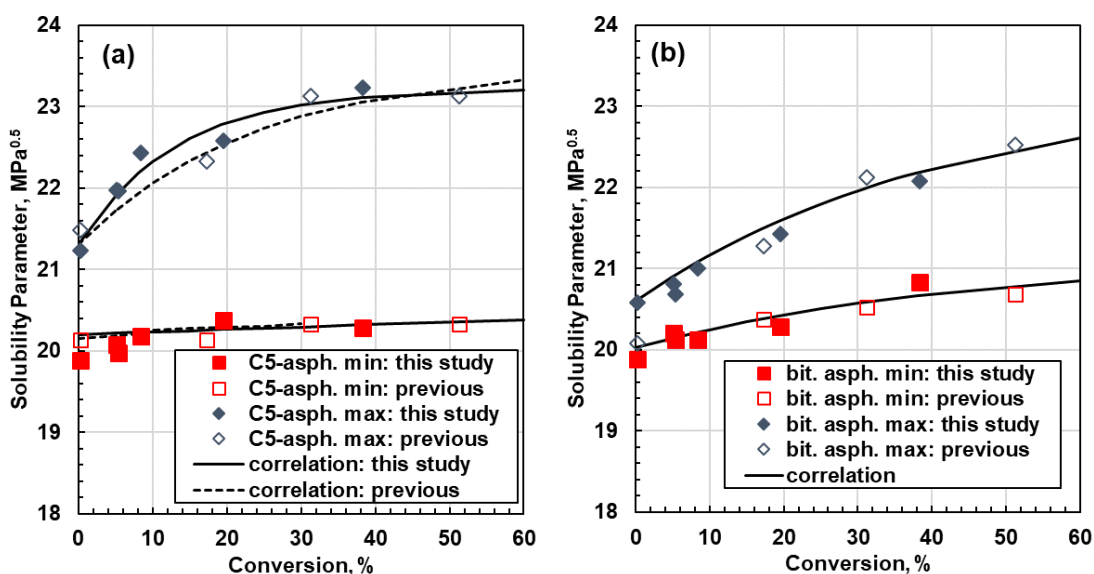 (a)
Solubility Parameter, MPa0.5
24
23
22
21
20
19
18
0 10 20 30 40 50 60
Conversion, %
C5-asph. min: this study
C5-asph. min: previous
C5-asph. max: this study
C5-asph. max: previous
correlation: this study
correlation: previous
(b)
Solubility Parameter, MPa0.5
24
23
22
21
20
19
18
0 10 20 30 40 50 60
Conversion, %
bit. asph. min: this study
bit. asph. min: previous
bit. asph. max: this study
bit. asph. max: previous
correlation